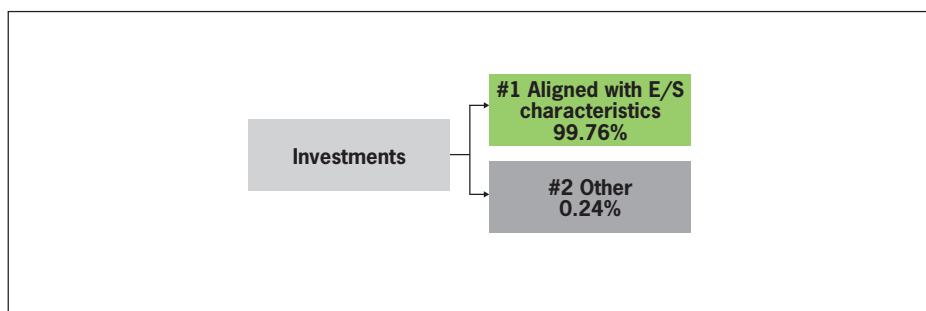 Investments
#1 Aligned with E/S
characteristics
99.76%
#2 Other
0.24%